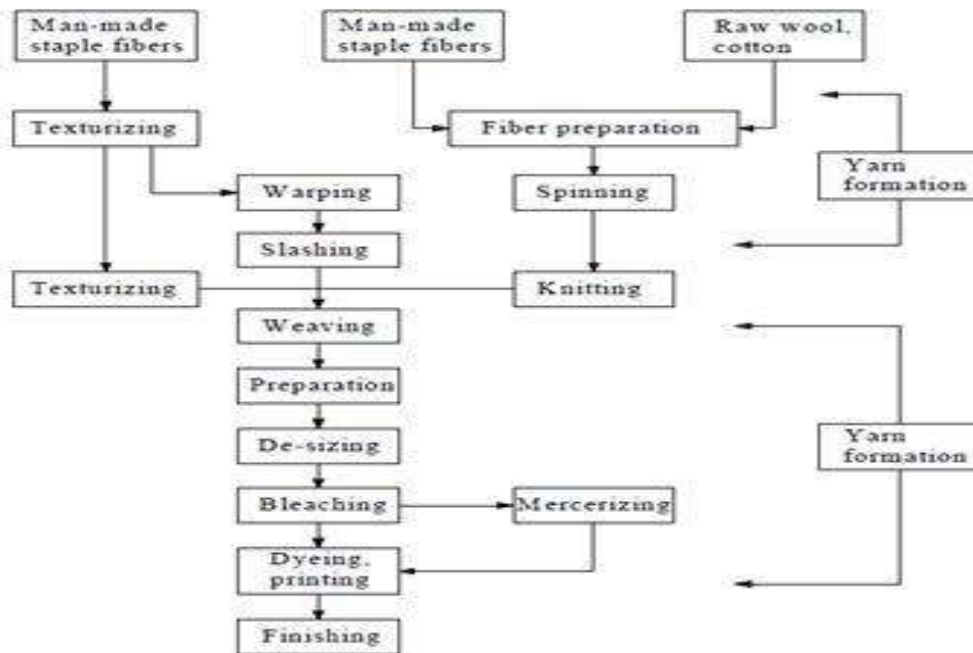 Man-made
staple fibers
Man-made
staple fibers
Raw wool,
cotton
Texturizing
Fiber preparation
Yarn
formation
Warping
Spinning
Slashing
Texturizing
Knitting
Weaving
Preparation
De-sizing
Yarn
formation
Bleaching
Mercerizing
Dyeing,
printing
Finishing